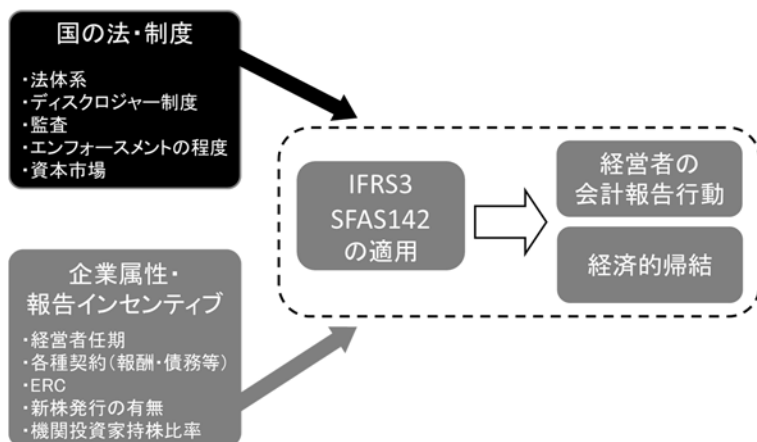 国の法・制度
・法体系
・ディスクロジャー制度
・監査
・エンフォースメントの程度
・資本市場
IFRS3
SFAS142
の適用
経営者の
会計報告行動
経済的帰結
企業属性・
報告インセンティブ
・経営者任期
・各種契約(報酬・債務等)
・ERC
・新株発行の有無
・機関投資家持株比率